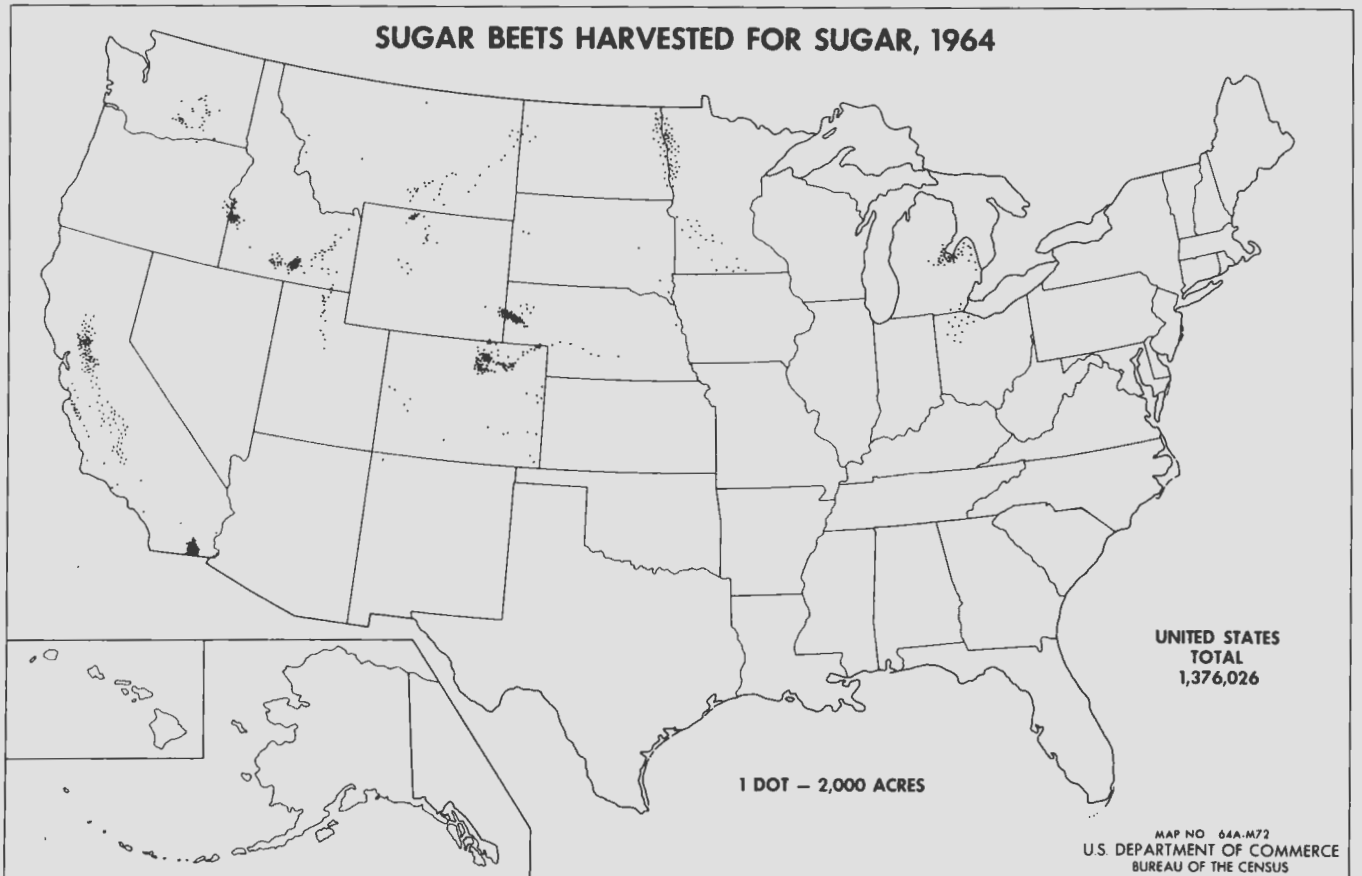 SUGAR BEETS HARVESTED FOR SUGAR, 1964
UNITED STATES
TOTAL
1,376,026
1 DOT — 2,000 ACRES
MAP NO 64A-M72
U.S. DEPARTMENT OF COMMERCE
BUREAU OF THE CENSUS